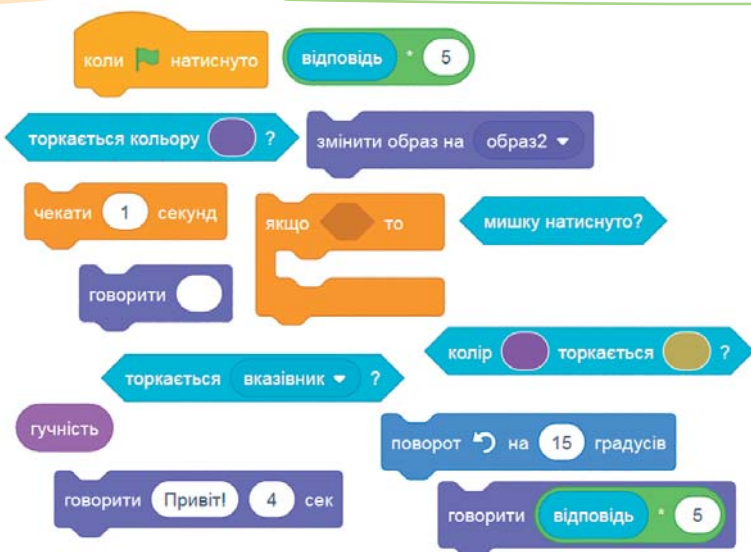 коли натиснуто
відповідь * 5
торкається кольору ?
змінити образ на образ2
чекати 1 секунд
якщо то
мишку натиснуто?
говорити
колір торкається ?
торкається вказівник ?
гучність
поворот на 15 градусів
говорити Привіт! 4 сек
говорити відповідь * 5